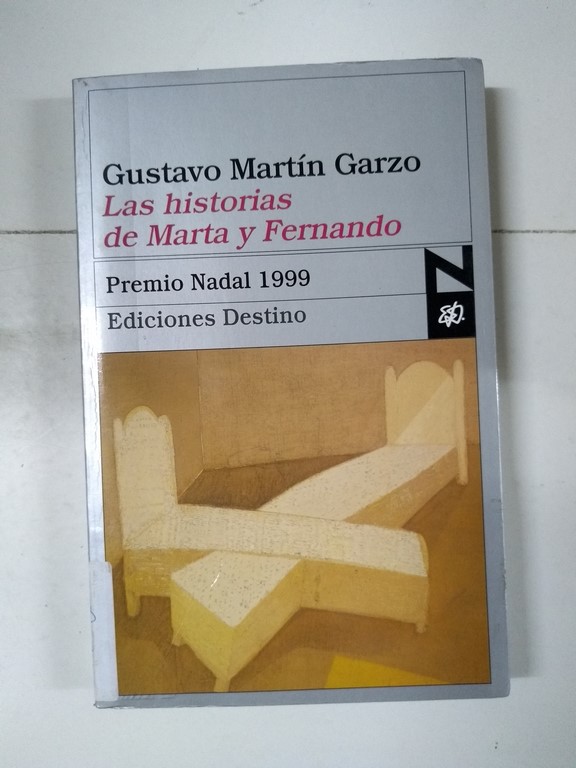 Gustavo Martín Garzo
Las historias
de Marta y Fernando
Premio Nadal 1999
Ediciones Destino
N